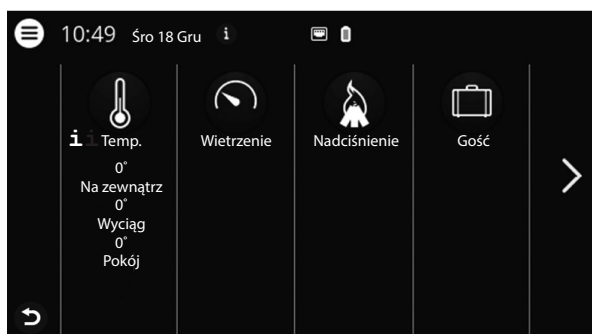 10:49 Śro 18 Gru i
i i Temp.
0°
Na zewnątrz
0°
Wyciąg
0°
Pokój
Wietrzenie
Nadciśnienie
Gość